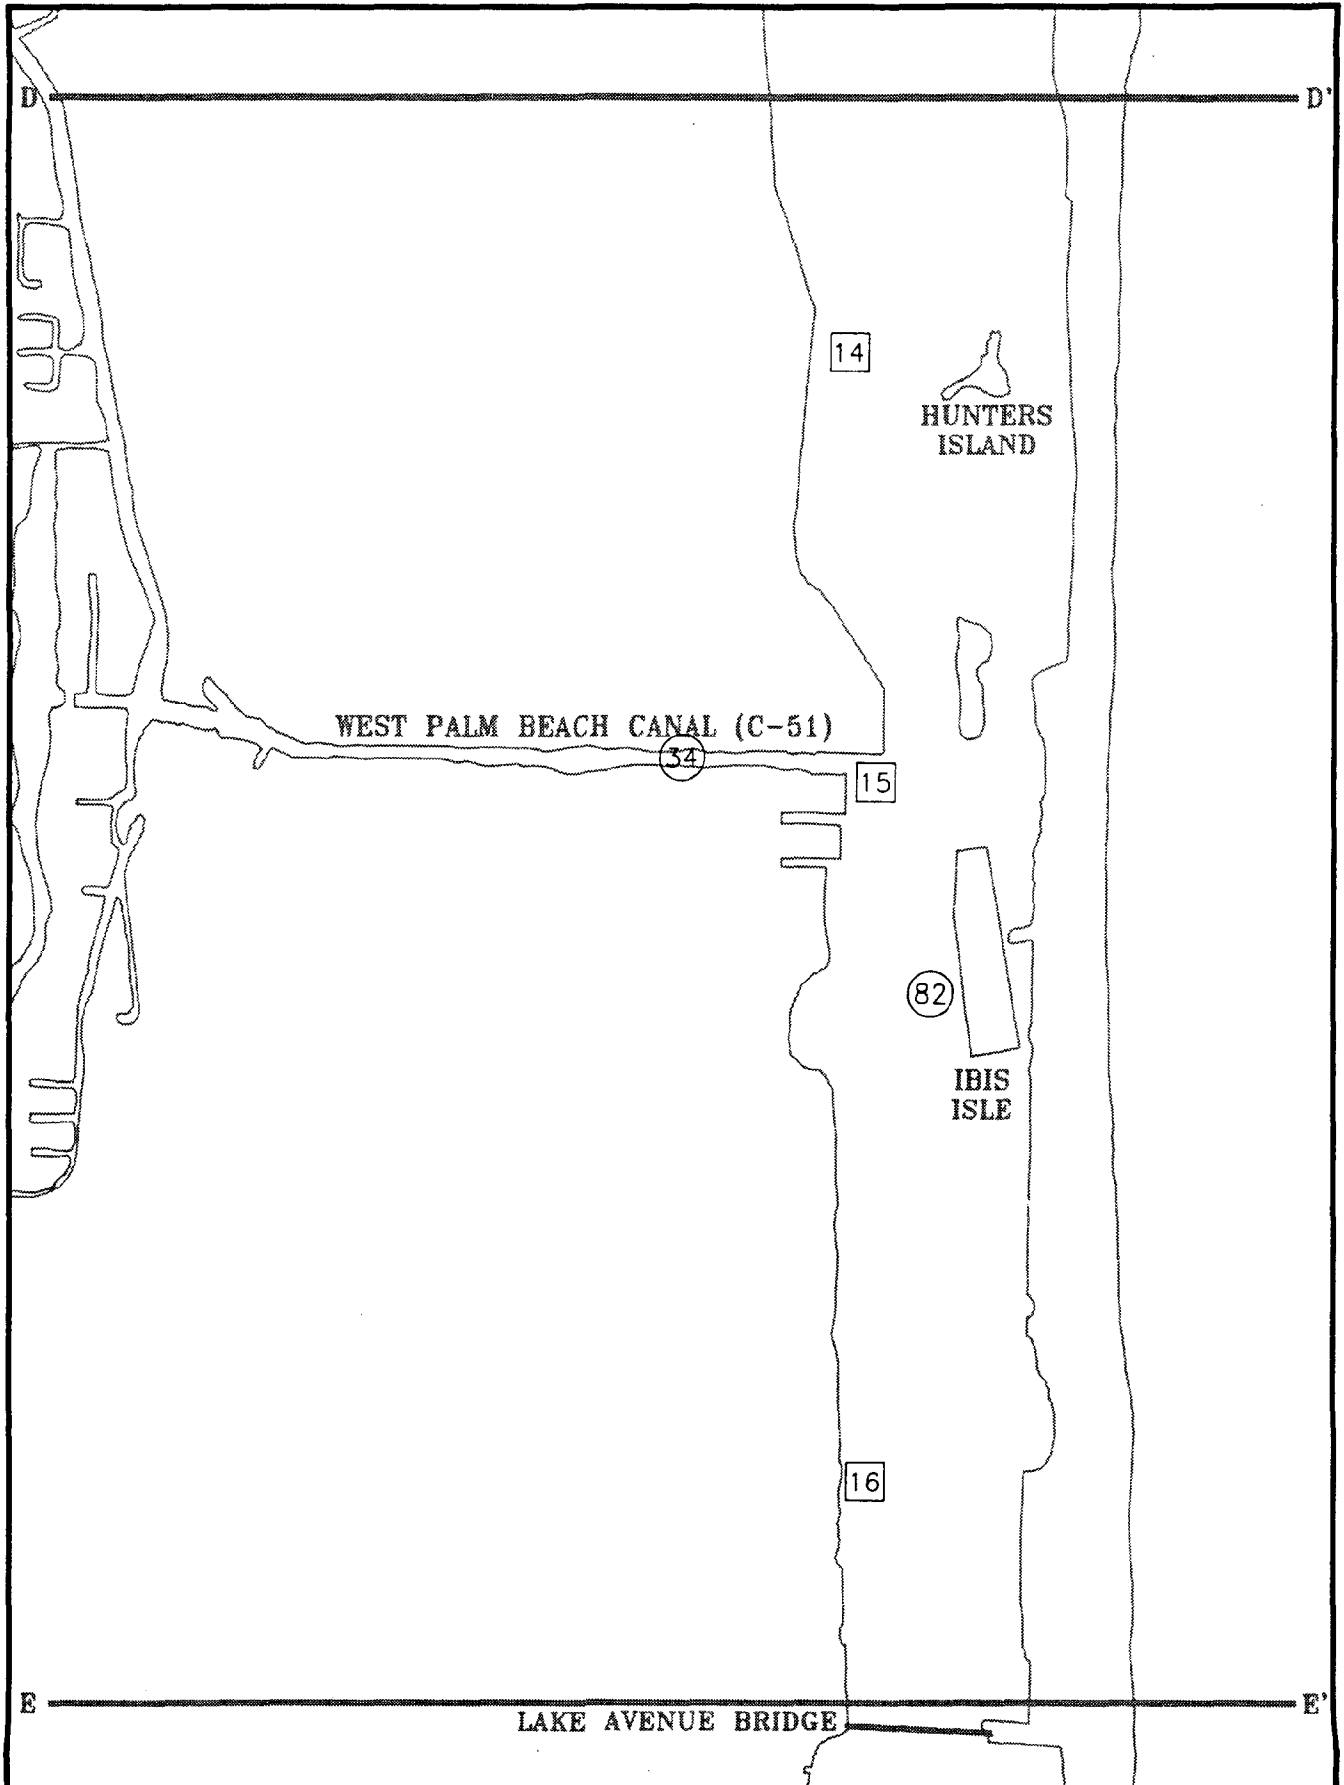 D D'
14
HUNTERS
ISLAND
WEST PALM BEACH CANAL (C-51)
34
15
82
IBIS
ISLE
16
E E'
LAKE AVENUE BRIDGE